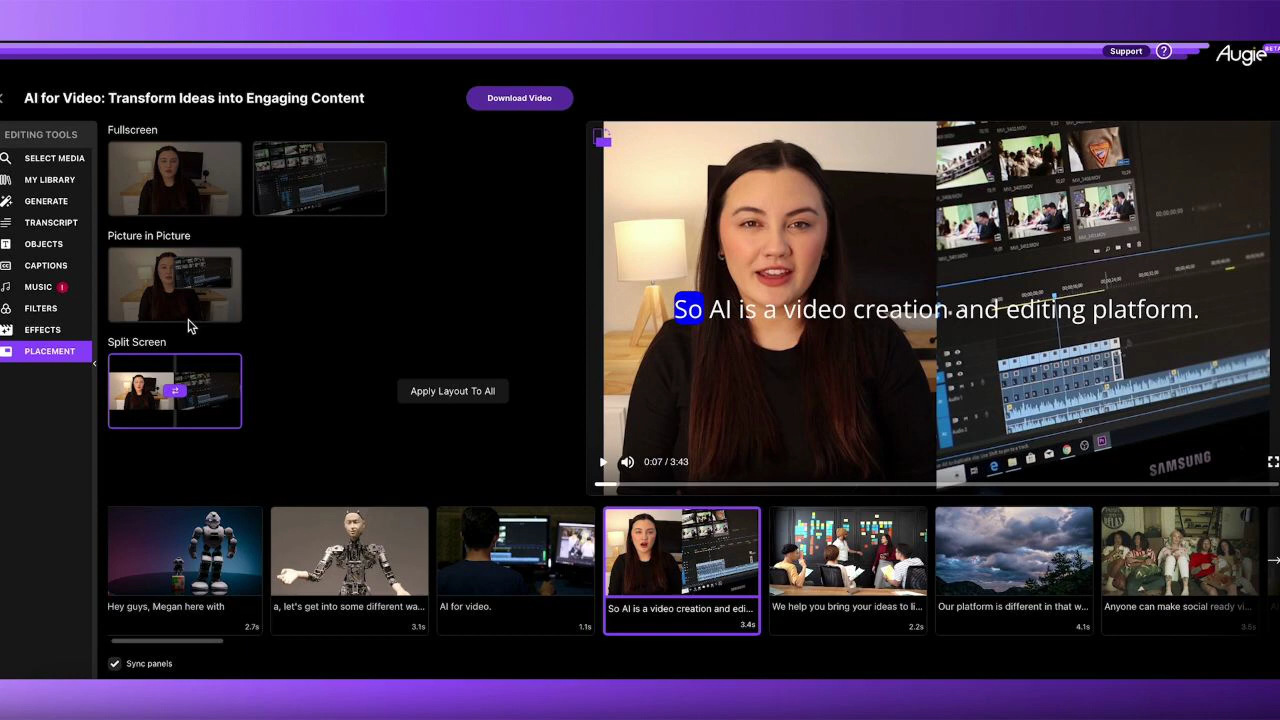 Support ?
Augie BETA
AI for Video: Transform Ideas into Engaging Content
Download Video
EDITING TOOLS
SELECT MEDIA
MY LIBRARY
GENERATE
TRANSCRIPT
OBJECTS
CAPTIONS
MUSIC 1
FILTERS
EFFECTS
PLACEMENT
Fullscreen
Picture in Picture
Split Screen
Apply Layout To All
So AI is a video creation and editing platform.
SAMSUNG
0:07 / 3:43
Hey guys, Megan here with
2.7s
a, let's get into some different wa...
3.1s
AI for video.
1.1s
So AI is a video creation and edi...
3.4s
We help you bring your ideas to li...
2.2s
Our platform is different in that w...
4.1s
Anyone can make social ready vi...
3.5s
Sync panels